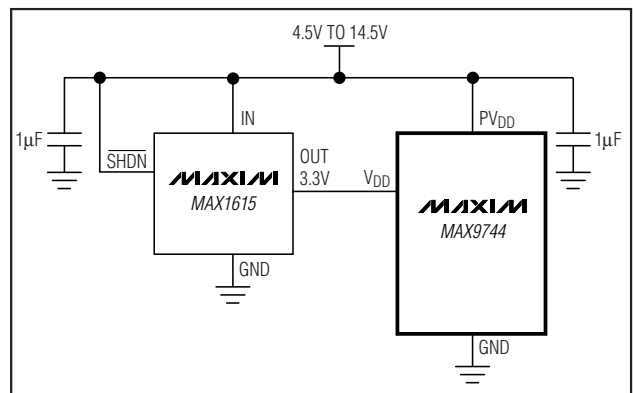 4.5V TO 14.5V
1µF
SHDN
IN
MAXIM
MAX1615
OUT
3.3V
GND
VDD
PVDD
MAXIM
MAX9744
GND
1µF